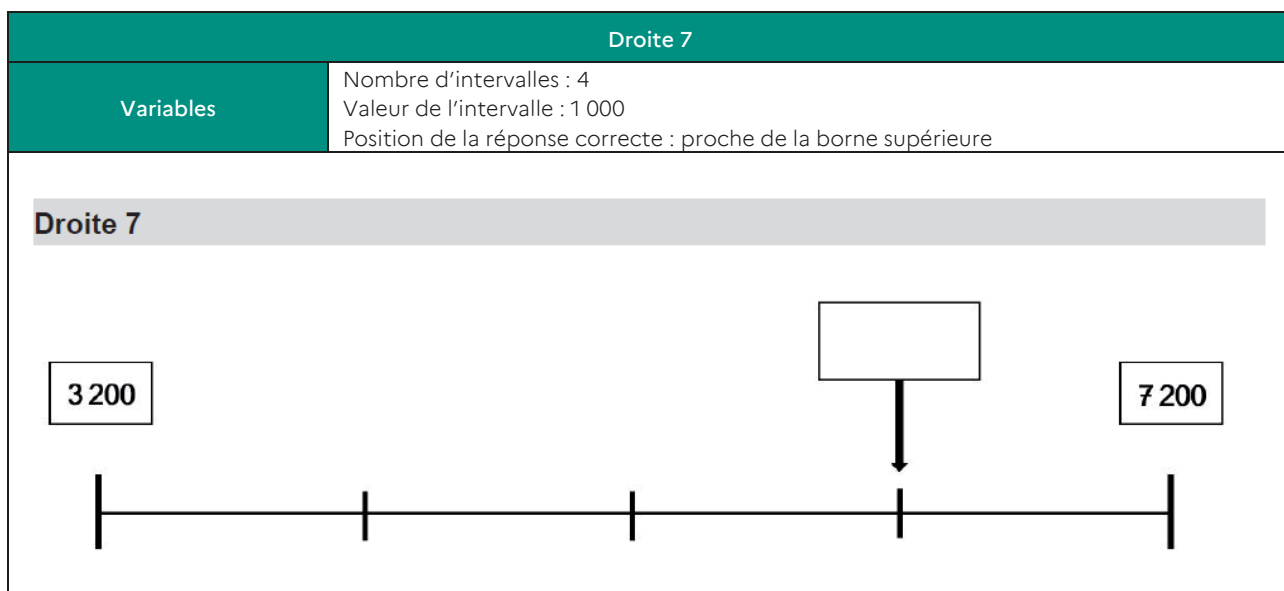 Droite 7
Variables
Nombre d'intervalles : 4
Valeur de l'intervalle : 1 000
Position de la réponse correcte : proche de la borne supérieure
Droite 7
3 200
7 200